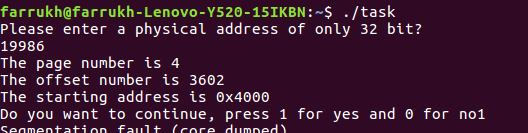 farrukh@farrukh-Lenovo-Y520-15IKBN:~$ ./task
Please enter a physical address of only 32 bit?
19986
The page number is 4
The offset number is 3602
The starting address is 0x4000
Do you want to continue, press 1 for yes and 0 for no1
Segmentation fault (core dumped)